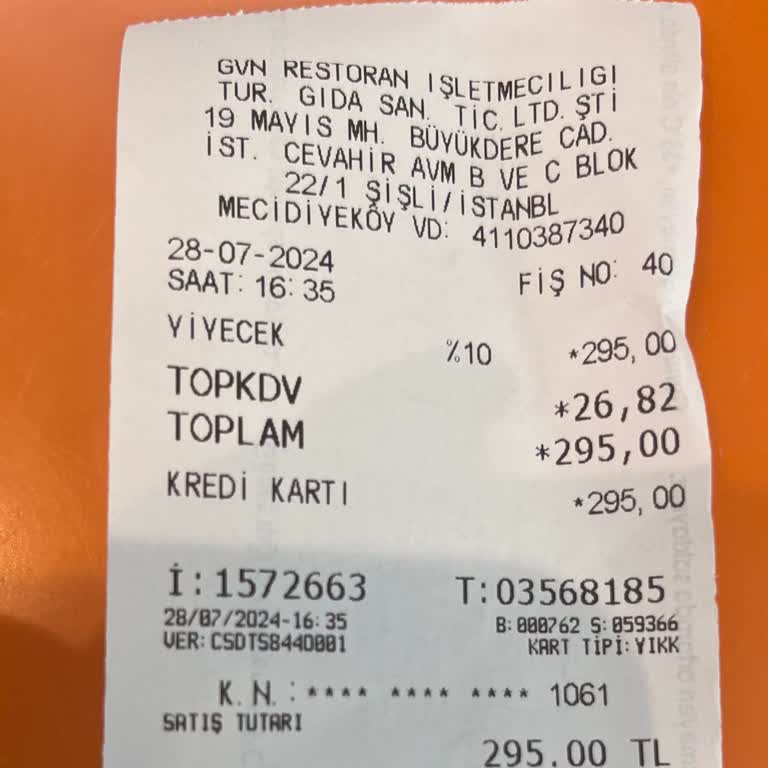 GVN RESTORAN IŞLETMECILIGI
TUR. GIDA SAN. TİC.LTD.ŞTİ
19 MAYIS MH. BÜYÜKDERE CAD.
İST. CEVAHİR AVM B VE C BLOK
22/1 ŞİŞLİ/İSTANBL
MECİDİYEKÖY VD: 4110387340
28-07-2024
SAAT: 16:35 FİŞ NO: 40
YİYECEK %10 *295,00
TOPKDV *26,82
TOPLAM *295,00
KREDİ KARTI *295,00
İ:1572663 T:03568185
28/07/2024-16:35 B:000762 S:059366
VER:CSDTS8440001 KART TİPİ:YIKK
K.N.:**** **** **** 1061
SATIŞ TUTARI
295.00 TL